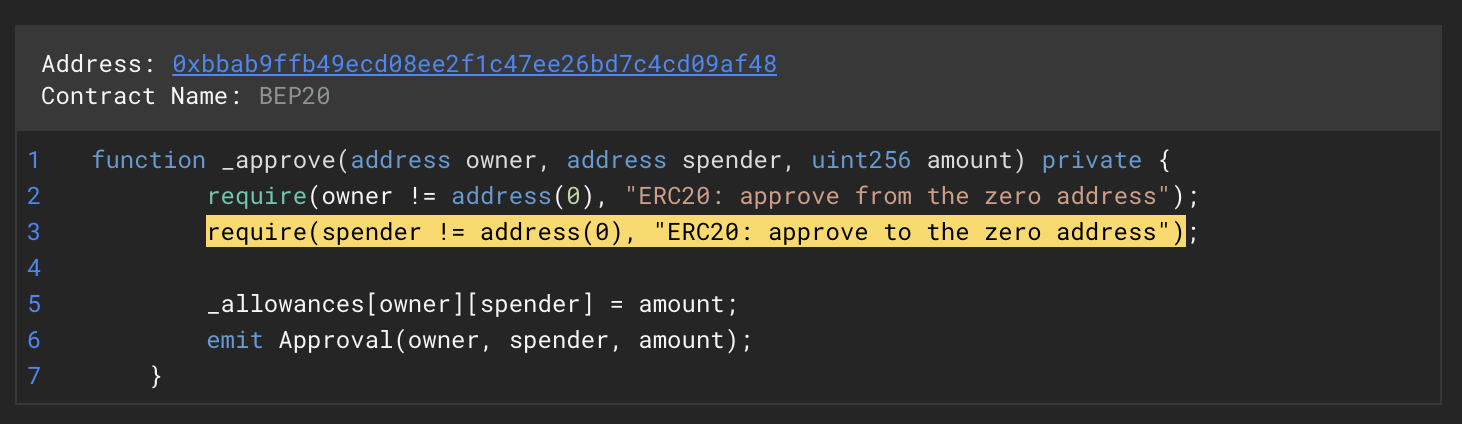 Address: 0xbbab9ffb49ecd08ee2f1c47ee26bd7c4cd09af48
Contract Name: BEP20
1 function _approve(address owner, address spender, uint256 amount) private {
2 require(owner != address(0), "ERC20: approve from the zero address");
3 require(spender != address(0), "ERC20: approve to the zero address");
4
5 _allowances[owner][spender] = amount;
6 emit Approval(owner, spender, amount);
7 }